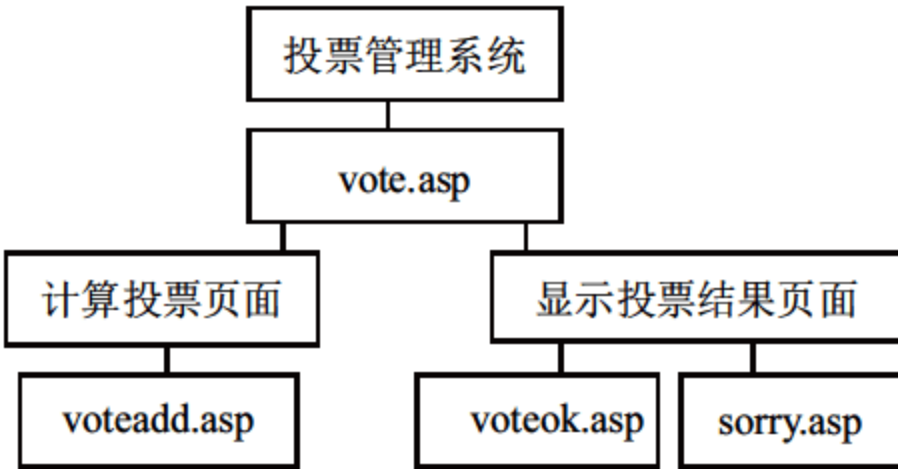 投票管理系统
vote.asp
计算投票页面
显示投票结果页面
voteadd.asp
voteok.asp
sorry.asp